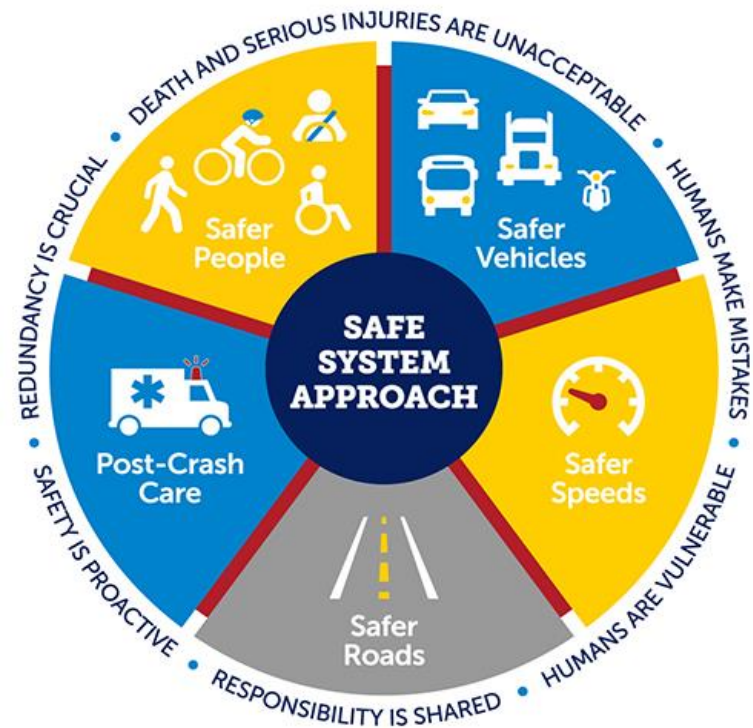 DEATH AND SERIOUS INJURIES ARE UNACCEPTABLE
HUMANS MAKE MISTAKES
HUMANS ARE VULNERABLE
RESPONSIBILITY IS SHARED
SAFETY IS PROACTIVE
REDUNDANCY IS CRUCIAL
SAFE
SYSTEM
APPROACH
Safer
People
Safer
Vehicles
Safer
Speeds
Safer
Roads
Post-Crash
Care